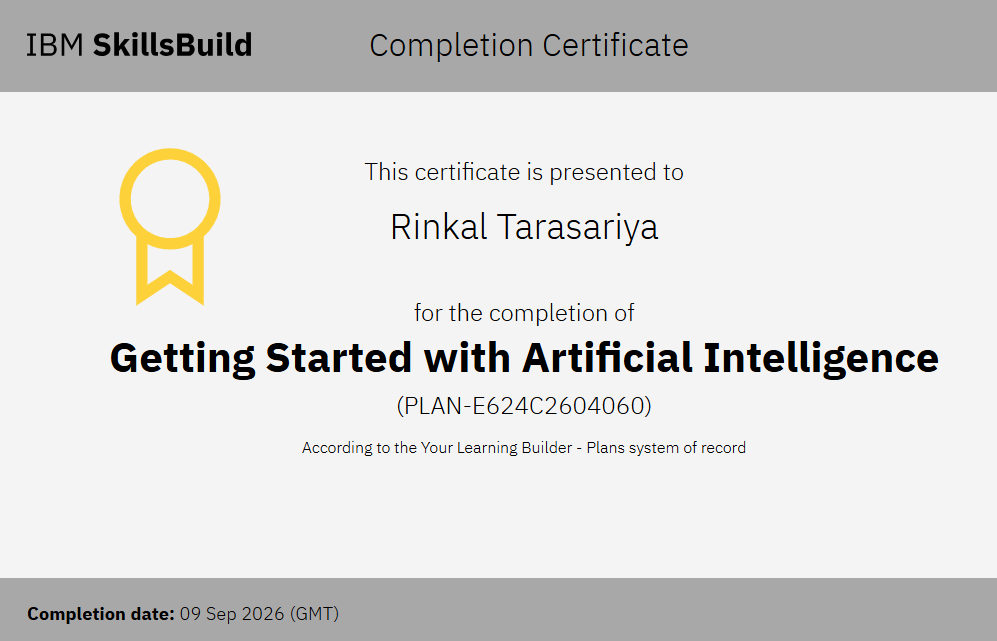 IBM SkillsBuild
Completion Certificate
This certificate is presented to
Rinkal Tarasariya
for the completion of
Getting Started with Artificial Intelligence
(PLAN-E624C2604060)
According to the Your Learning Builder - Plans system of record
Completion date: 09 Sep 2026 (GMT)